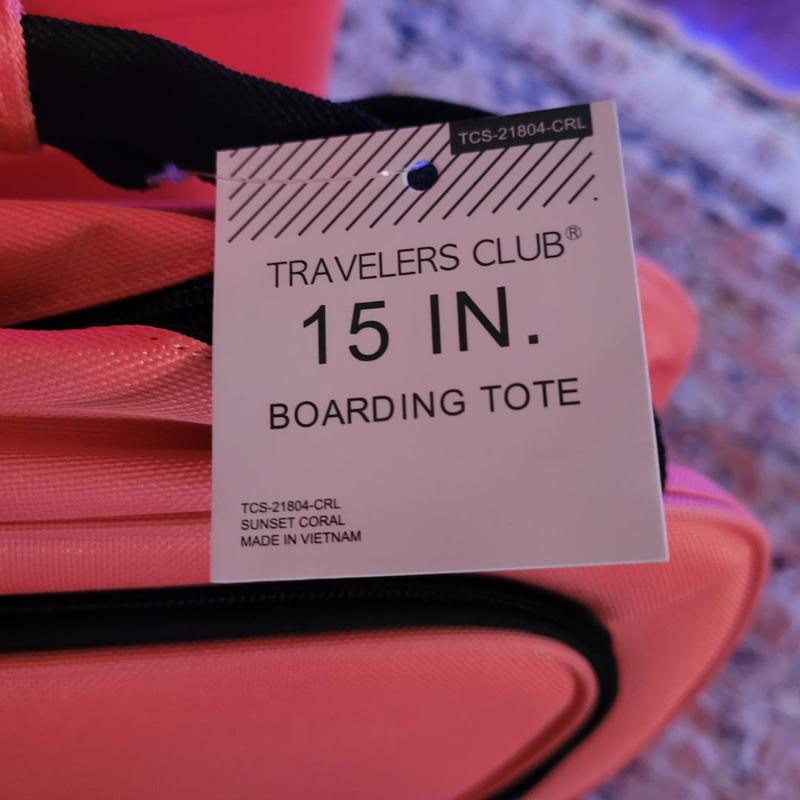 TCS-21804-CRL
TRAVELERS CLUB®
15 IN.
BOARDING TOTE
TCS-21804-CRL
SUNSET CORAL
MADE IN VIETNAM